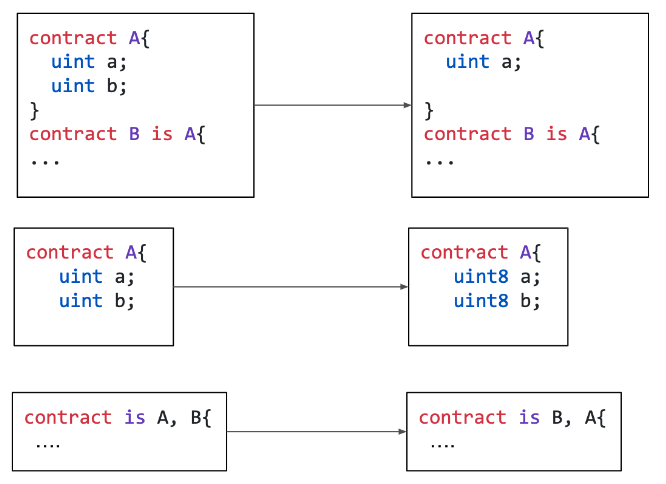 contract A{
uint a;
uint b;
}
contract B is A{
...
contract A{
uint a;
}
contract B is A{
...
contract A{
uint a;
uint b;
contract A{
uint8 a;
uint8 b;
contract is A, B{
....
contract is B, A{
....